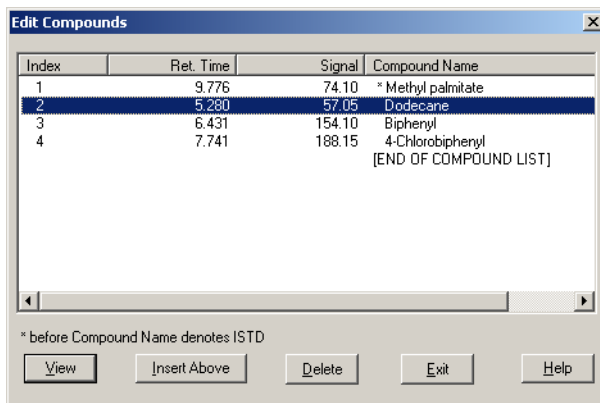 Edit Compounds
Index Ret. Time Signal Compound Name
1 9.776 74.10 * Methyl palmitate
2 5.280 57.05 Dodecane
3 6.431 154.10 Biphenyl
4 7.741 188.15 4-Chlorobiphenyl
[END OF COMPOUND LIST]
* before Compound Name denotes ISTD
View Insert Above Delete Exit Help